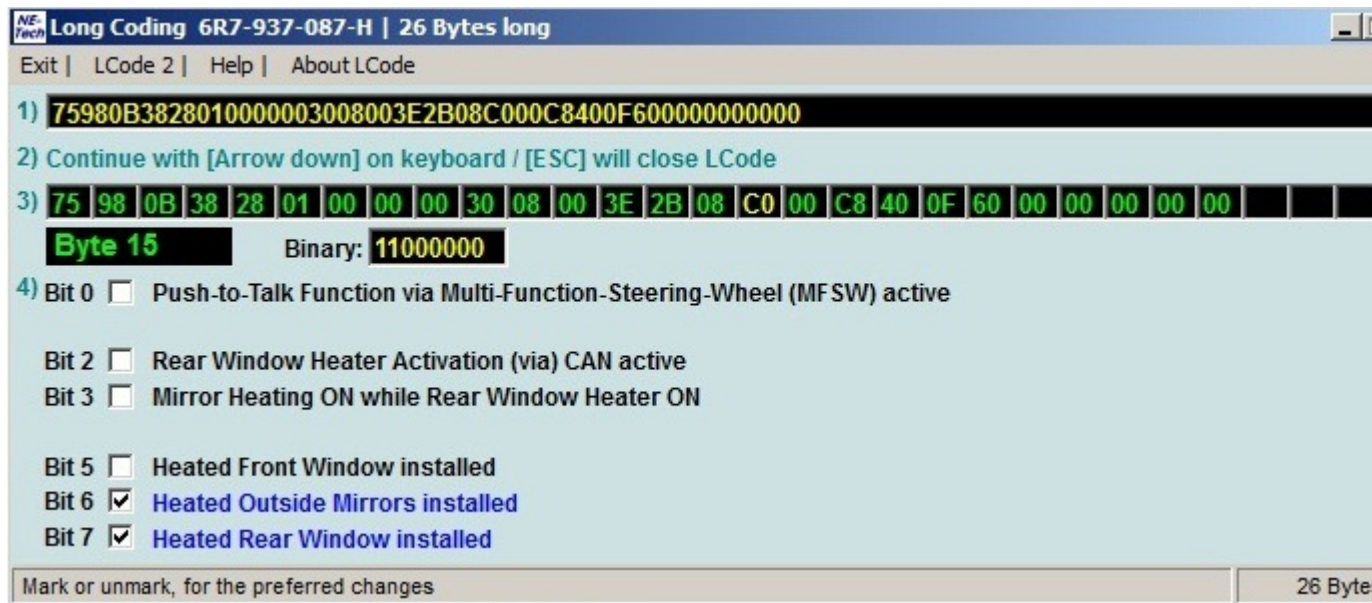 NE-Tech Long Coding 6R7-937-087-H | 26 Bytes long
Exit | LCode 2 | Help | About LCode
1) 75980B3828010000003008003E2B08C000C8400F600000000000
2) Continue with [Arrow down] on keyboard / [ESC] will close LCode
3) 75 98 0B 38 28 01 00 00 00 30 08 00 3E 2B 08 C0 00 C8 40 0F 60 00 00 00 00 00
Byte 15 Binary: 11000000
4) Bit 0 Push-to-Talk Function via Multi-Function-Steering-Wheel (MFSW) active
Bit 2 Rear Window Heater Activation (via) CAN active
Bit 3 Mirror Heating ON while Rear Window Heater ON
Bit 5 Heated Front Window installed
Bit 6 Heated Outside Mirrors installed
Bit 7 Heated Rear Window installed
Mark or unmark, for the preferred changes 26 Byte